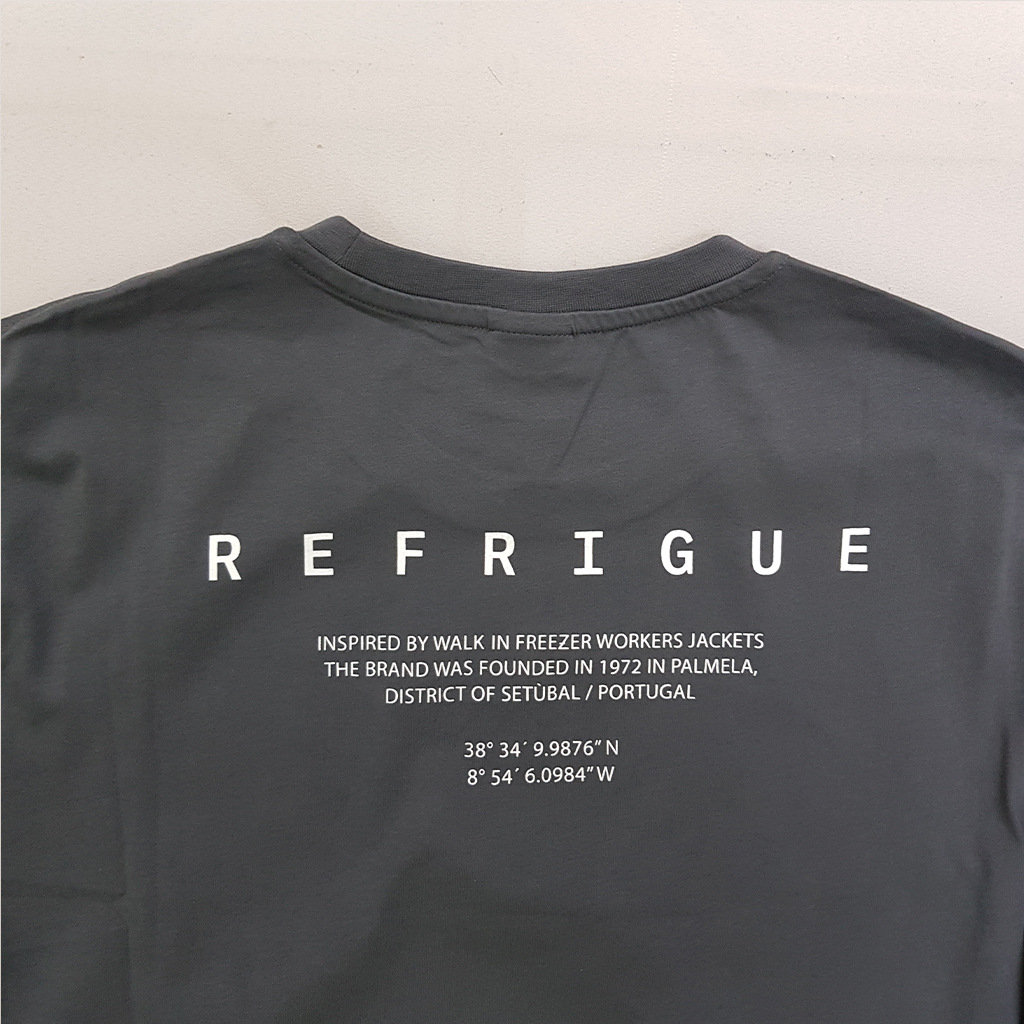 REFRIGUE
INSPIRED BY WALK IN FREEZER WORKERS JACKETS
THE BRAND WAS FOUNDED IN 1972 IN PALMELA,
DISTRICT OF SETÙBAL / PORTUGAL
38° 34´ 9.9876” N
8° 54´ 6.0984” W